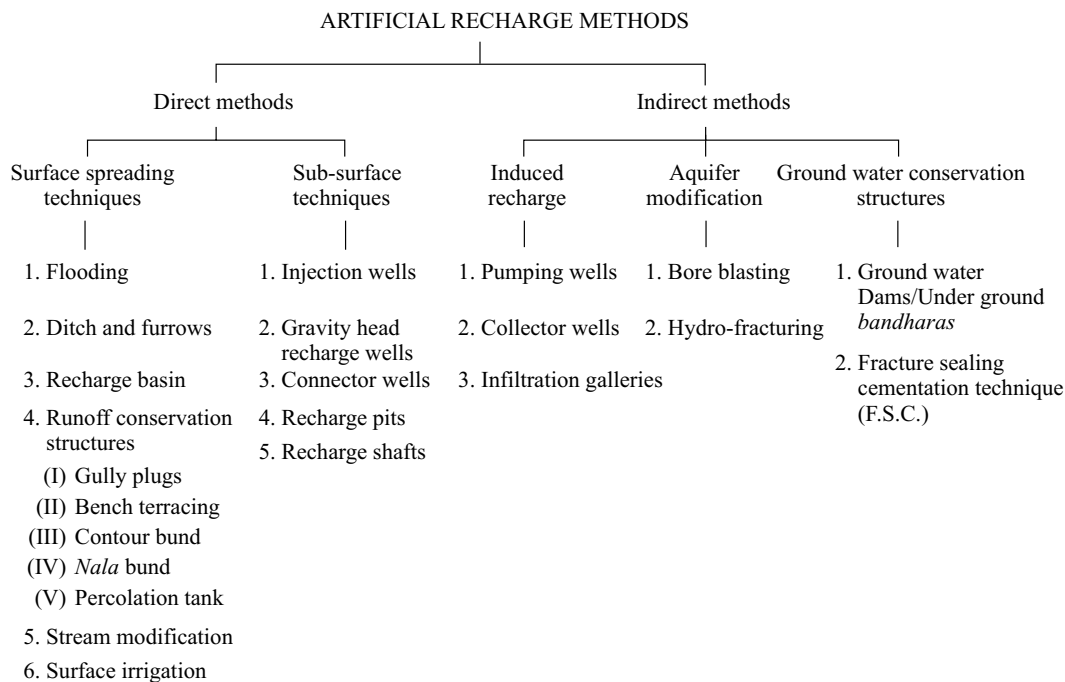 ARTIFICIAL RECHARGE METHODS
Direct methods
Indirect methods
Surface spreading
techniques
Sub-surface
techniques
Induced
recharge
Aquifer
modification
Ground water conservation
structures
1. Flooding
2. Ditch and furrows
3. Recharge basin
4. Runoff conservation
structures
(I) Gully plugs
(II) Bench terracing
(III) Contour bund
(IV) Nala bund
(V) Percolation tank
5. Stream modification
6. Surface irrigation
1. Injection wells
2. Gravity head
recharge wells
3. Connector wells
4. Recharge pits
5. Recharge shafts
1. Pumping wells
2. Collector wells
3. Infiltration galleries
1. Bore blasting
2. Hydro-fracturing
1. Ground water
Dams/Under ground
bandharas
2. Fracture sealing
cementation technique
(F.S.C.)